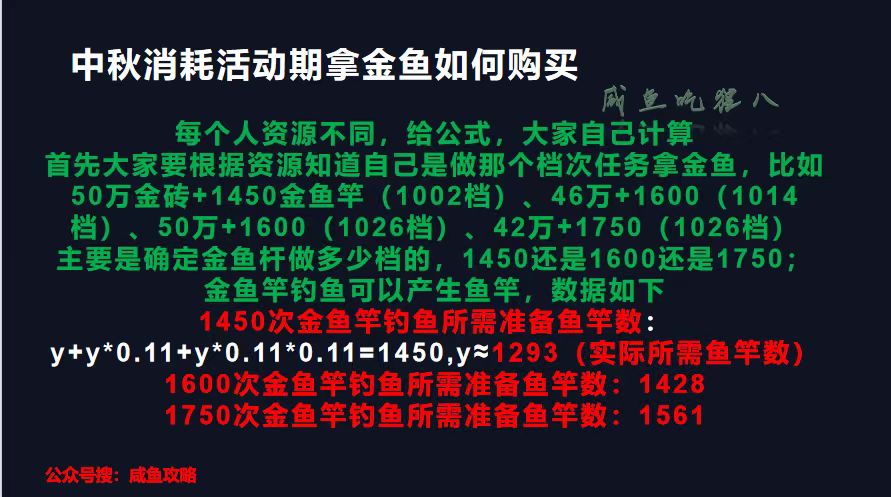 中秋消耗活动期拿金鱼如何购买
咸鱼吃猩八
每个人资源不同，给公式，大家自己计算
首先大家要根据资源知道自己是做那个档次任务拿金鱼，比如
50万金砖+1450金鱼竿（1002档）、46万+1600（1014
档）、50万+1600（1026档）、42万+1750（1026档）
主要是确定金鱼杆做多少档的，1450还是1600还是1750；
金鱼竿钓鱼可以产生鱼竿，数据如下
1450次金鱼竿钓鱼所需准备鱼竿数：
y+y*0.11+y*0.11*0.11=1450,y≈1293（实际所需鱼竿数）
1600次金鱼竿钓鱼所需准备鱼竿数：1428
1750次金鱼竿钓鱼所需准备鱼竿数：1561
公众号搜：咸鱼攻略